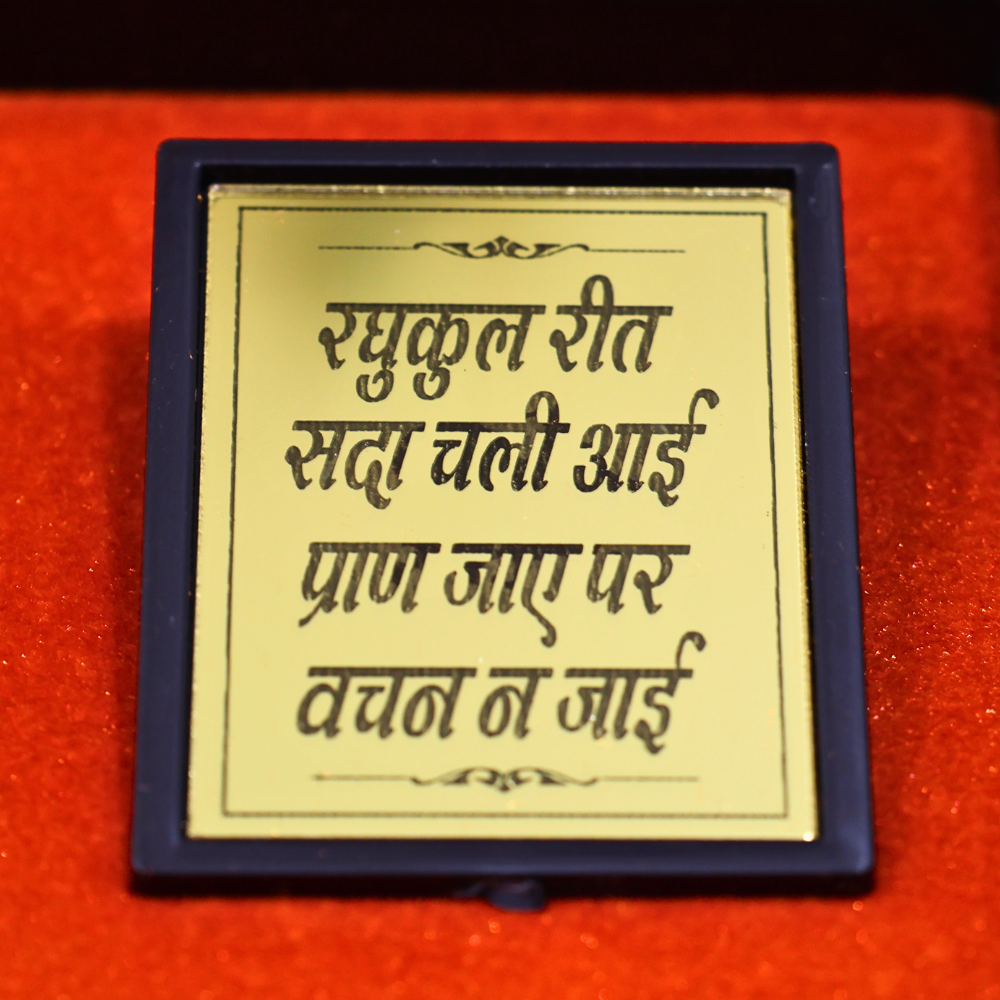 रघुकुल रीत
सदा चली आई
प्राण जाए पर
वचन न जाई